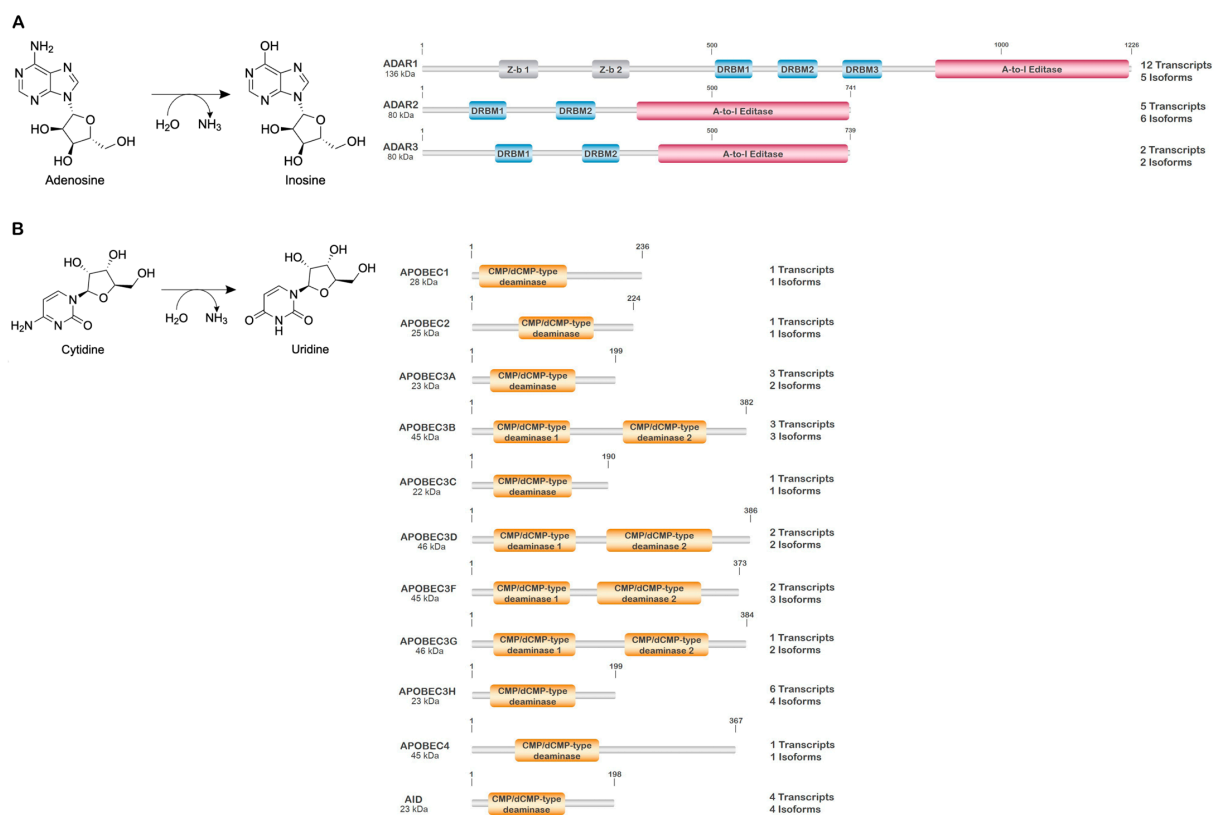 A
NH2
N
N
N
N
HO
O
HO
OH
Adenosine
H2O
NH3
OH
N
N
N
N
HO
O
HO
OH
Inosine
1
500
1000
1226
ADAR1
136 kDa
Z-b 1
Z-b 2
DRBM1
DRBM2
DRBM3
A-to-I Editase
12 Transcripts
5 Isoforms
1
500
741
ADAR2
80 kDa
DRBM1
DRBM2
A-to-I Editase
5 Transcripts
6 Isoforms
1
500
739
ADAR3
80 kDa
DRBM1
DRBM2
A-to-I Editase
2 Transcripts
2 Isoforms
B
OH
HO
OH
O
N
H2N
N
O
Cytidine
H2O
NH3
OH
HO
OH
O
N
O
N
H
O
Uridine
1
236
APOBEC1
28 kDa
CMP/dCMP-type
deaminase
1 Transcripts
1 Isoforms
1
224
APOBEC2
25 kDa
CMP/dCMP-type
deaminase
1 Transcripts
1 Isoforms
1
199
APOBEC3A
23 kDa
CMP/dCMP-type
deaminase
3 Transcripts
2 Isoforms
1
382
APOBEC3B
45 kDa
CMP/dCMP-type
deaminase 1
CMP/dCMP-type
deaminase 2
3 Transcripts
3 Isoforms
1
190
APOBEC3C
22 kDa
CMP/dCMP-type
deaminase
1 Transcripts
1 Isoforms
1
386
APOBEC3D
46 kDa
CMP/dCMP-type
deaminase 1
CMP/dCMP-type
deaminase 2
2 Transcripts
2 Isoforms
1
373
APOBEC3F
45 kDa
CMP/dCMP-type
deaminase 1
CMP/dCMP-type
deaminase 2
2 Transcripts
3 Isoforms
1
384
APOBEC3G
46 kDa
CMP/dCMP-type
deaminase 1
CMP/dCMP-type
deaminase 2
1 Transcripts
2 Isoforms
1
199
APOBEC3H
23 kDa
CMP/dCMP-type
deaminase
6 Transcripts
4 Isoforms
1
367
APOBEC4
45 kDa
CMP/dCMP-type
deaminase
1 Transcripts
1 Isoforms
1
198
AID
23 kDa
CMP/dCMP-type
deaminase
4 Transcripts
4 Isoforms